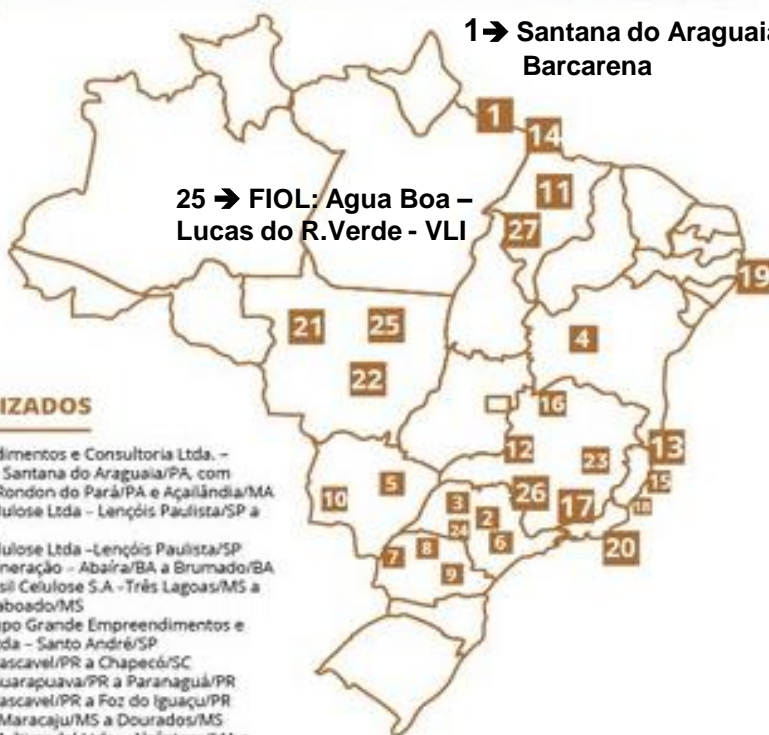 1➔ Santana do Araguaia
Barcarena
1
14
25 ➔ FIOL: Agua Boa –
Lucas do R.Verde - VLI
11
27
19
21
25
4
22
IZADOS
16
12
13
23
15
10
5
26
3
17
18
2
24
20
7
8
6
9
dimentos e Consultoria Ltda. –
Santana do Araguaia/PA, com
Rondon do Pará/PA e Açailândia/MA
lulose Ltda – Lençóis Paulista/SP a
lulose Ltda –Lençóis Paulista/SP
neração – Abaíra/BA a Brumado/BA
sil Celulose S.A –Três Lagoas/MS a
aboado/MS
upo Grande Empreendimentos e
tda – Santo André/SP
ascavel/PR a Chapecó/SC
uarapuava/PR a Paranaguá/PR
ascavel/PR a Foz do Iguaçu/PR
Maracaju/MS a Dourados/MS